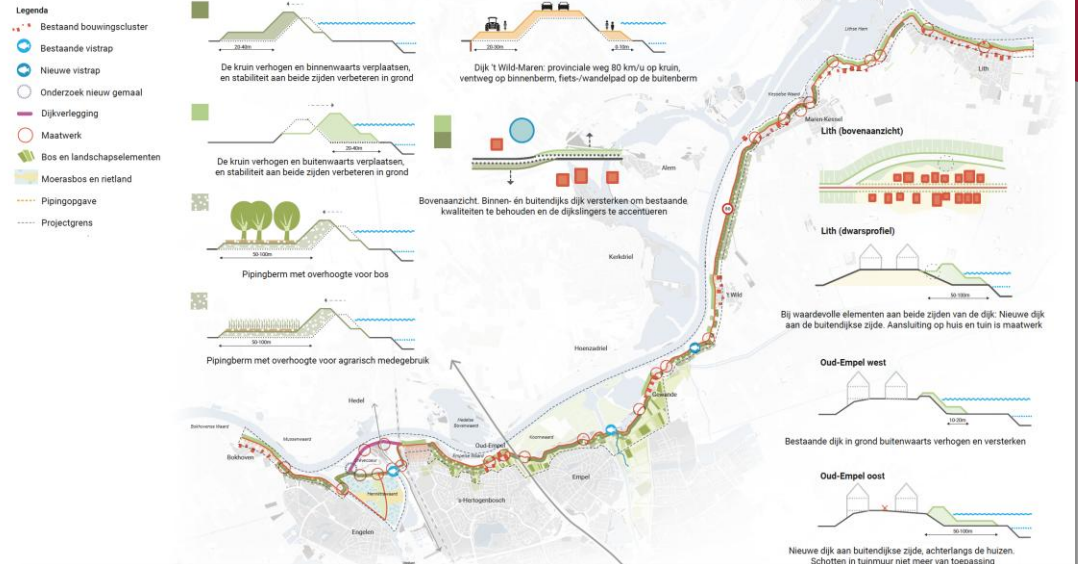 Legenda
Bestaand bouwingscluster
Bestaande vistrap
Nieuwe vistrap
Onderzoek nieuw gemaal
Dijkverlegging
Maatwerk
Bos en landschapselementen
Moerasbos en rietland
Pipingopgave
Projectgrens
20-40m
De kruin verhogen en binnenwaarts verplaatsen,
en stabiliteit aan beide zijden verbeteren in grond
20-40m
De kruin verhogen en buitenwaarts verplaatsen,
en stabiliteit aan beide zijden verbeteren in grond
50-100m
Pipingberm met overhoogte voor bos
50-100m
Pipingberm met overhoogte voor agrarisch medegebruik
Dijk 't Wild-Maren: provinciale weg 80 km/u op kruin,
ventweg op binnenberm, fiets-/wandelpad op de buitenberm
Bovenaanzicht. Binnen- én buitendijks dijk versterken om bestaande
kwaliteiten te behouden en de dijkslingers te accentueren
Lith
Maren-Kessel
Alem
Kerkdriel
't Wild
Hoenzadriel
Gewande
Hedel
Oud-Empel
Bokhoven
Empel
's-Hertogenbosch
Engelen
Lith (bovenaanzicht)
Lith (dwarsprofiel)
50-100m
Bij waardevolle elementen aan beide zijden van de dijk: Nieuwe dijk
aan de buitendijkse zijde. Aansluiting op huis en tuin is maatwerk
Oud-Empel west
10-30m
Bestaande dijk in grond buitenwaarts verhogen en versterken
Oud-Empel oost
50-100m
Nieuwe dijk aan buitendijkse zijde, achterlangs de huizen.
Schotten in tuinmuur niet meer van toepassing